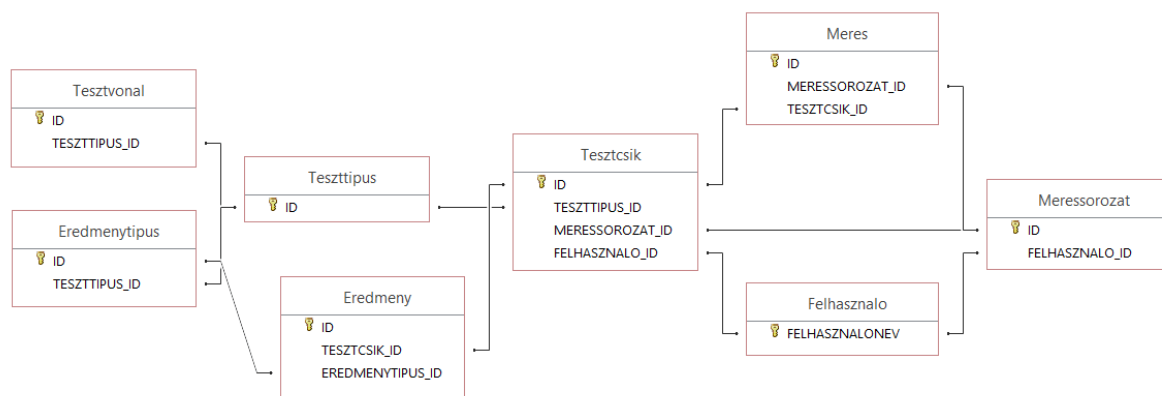 Tesztvonal
ID
TESZTTIPUS_ID
Eredmenytipus
ID
TESZTTIPUS_ID
Teszttipus
ID
Eredmeny
ID
TESZTCSIK_ID
EREDMENYTIPUS_ID
Tesztcsik
ID
TESZTTIPUS_ID
MERESSOROZAT_ID
FELHASZNALO_ID
Meres
ID
MERESSOROZAT_ID
TESZTCSIK_ID
Felhasznalo
FELHASZNALONEV
Meressorozat
ID
FELHASZNALO_ID